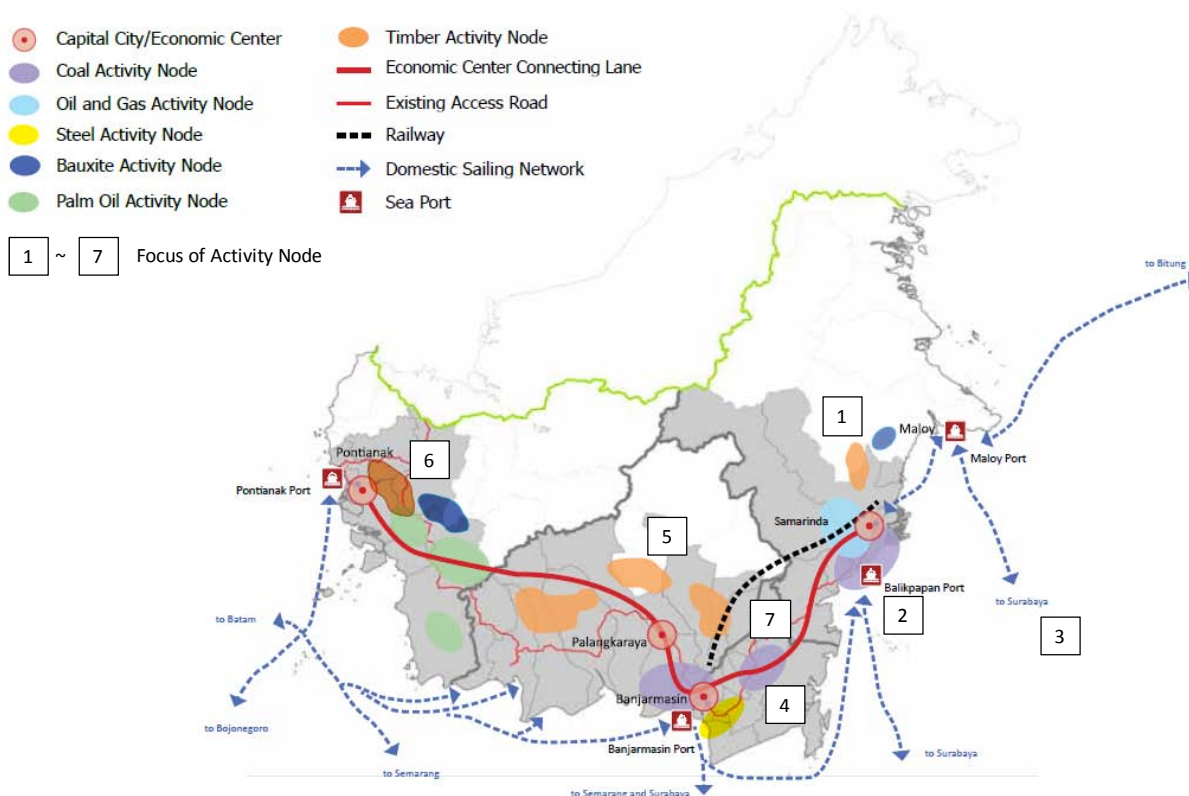 Capital City/Economic Center
Coal Activity Node
Oil and Gas Activity Node
Steel Activity Node
Bauxite Activity Node
Palm Oil Activity Node
Timber Activity Node
Economic Center Connecting Lane
Existing Access Road
Railway
Domestic Sailing Network
Sea Port
1 ~ 7 Focus of Activity Node
to Bitung
1
Maloy
Maloy Port
Pontianak
6
Pontianak Port
Samarinda
5
Balikpapan Port
to Surabaya
2
3
to Batam
7
Palangkaraya
Banjarmasin
4
to Bojonegoro
Banjarmasin Port
to Surabaya
to Semarang
to Semarang and Surabaya